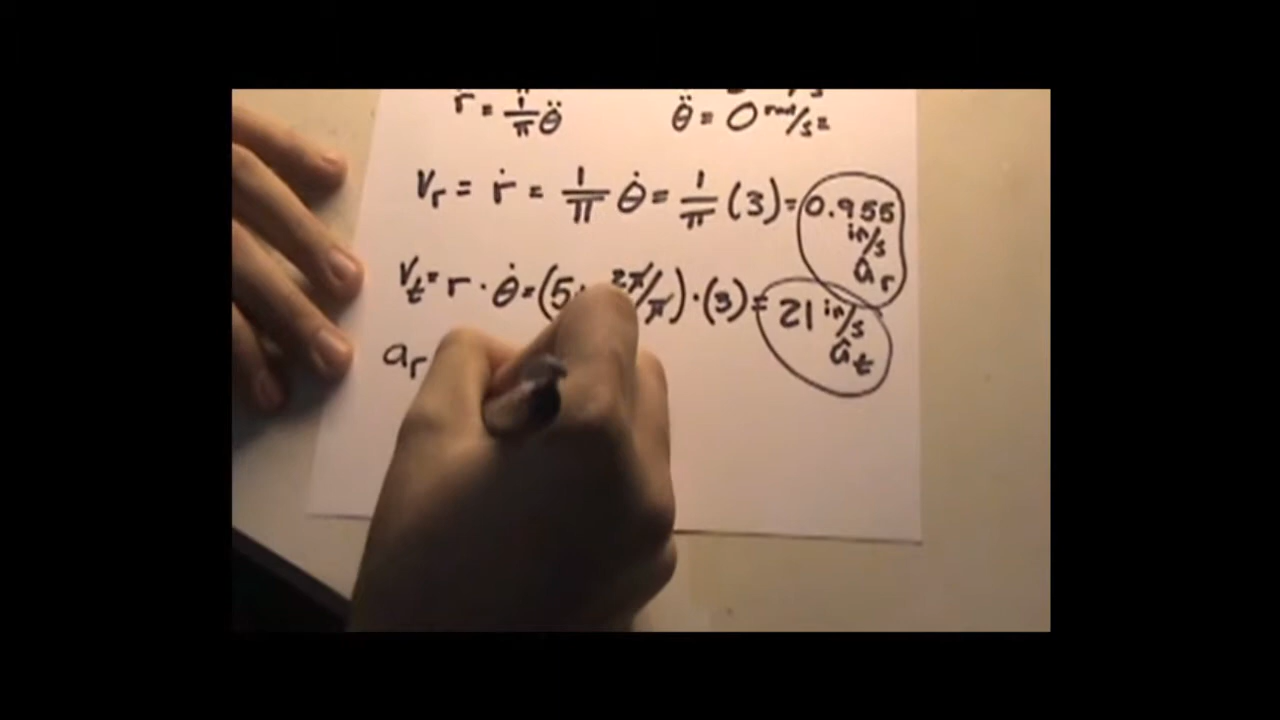 r̈ = 1/π θ̈    θ̈ = 0 rad/s²
Vr = ṙ = 1/π θ̇ = 1/π (3) = 0.955 in/s âr
Vt = r · θ̇ = (5 2π/π) · (3) = 21 in/s ât
ar